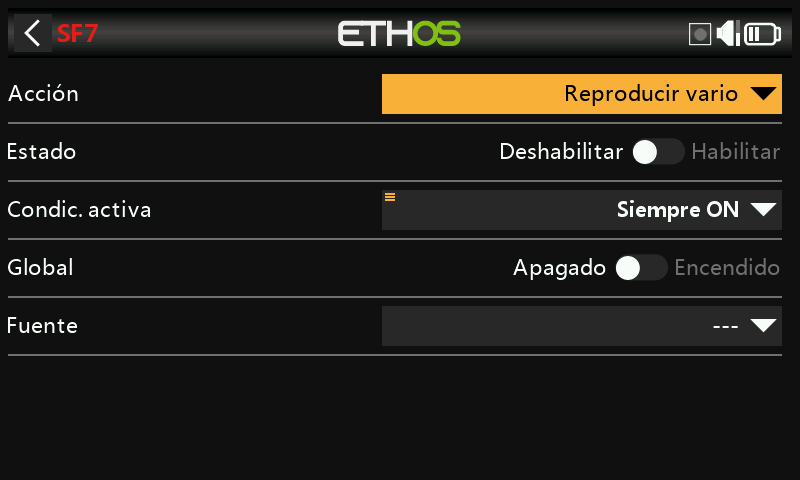 SF7 ETHOS
Acción Reproducir vario
Estado Deshabilitar Habilitar
Condic. activa Siempre ON
Global Apagado Encendido
Fuente ---